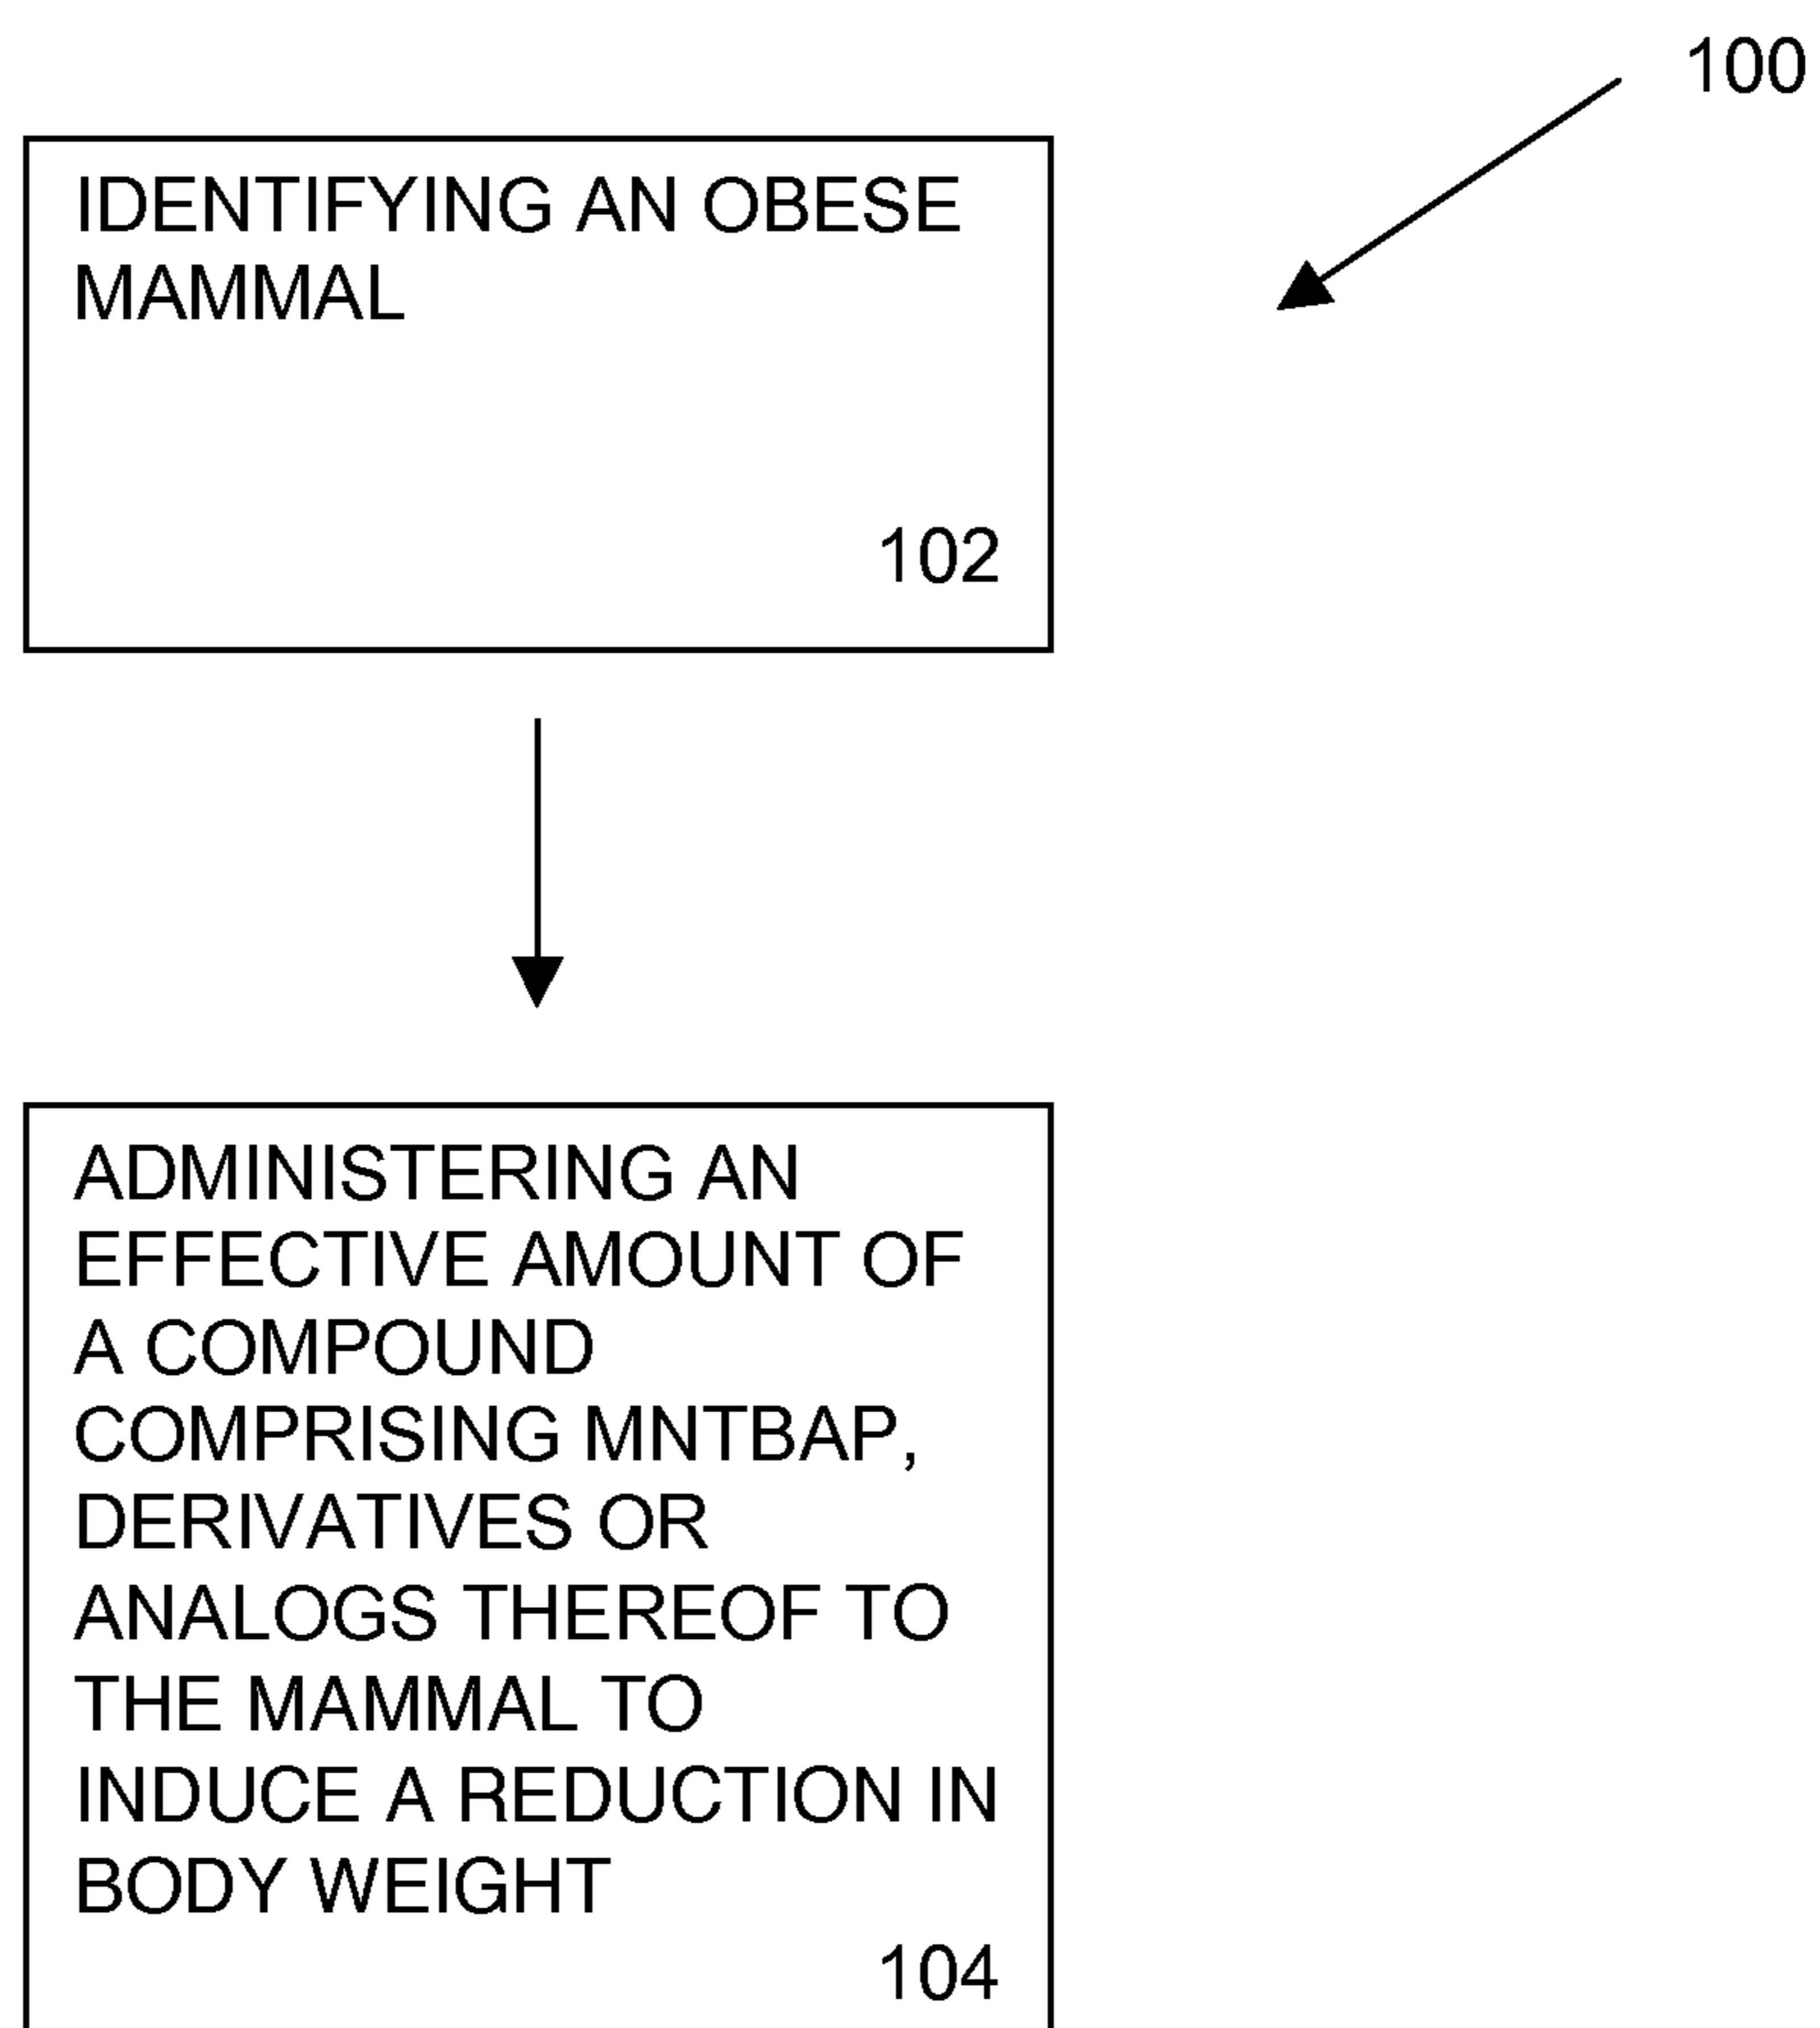 100
IDENTIFYING AN OBESE
MAMMAL
102
ADMINISTERING AN
EFFECTIVE AMOUNT OF
A COMPOUND
COMPRISING MNTBAP,
DERIVATIVES OR
ANALOGS THEREOF TO
THE MAMMAL TO
INDUCE A REDUCTION IN
BODY WEIGHT
104